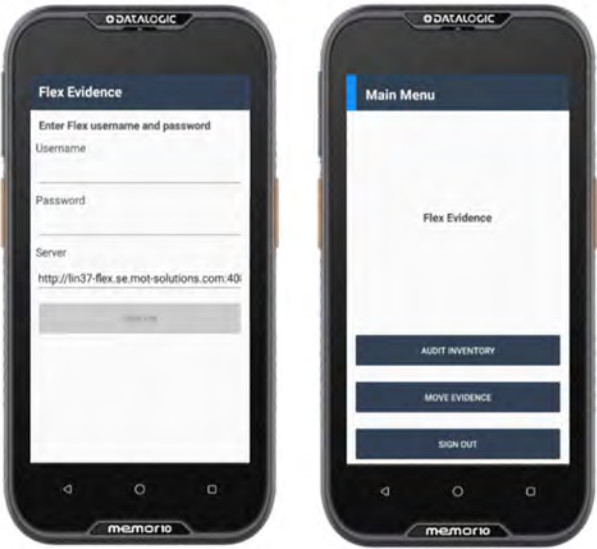 DATALOGIC
Flex Evidence
Enter Flex username and password
Username
Password
Server
http://lin37-flex.se.mot-solutions.com:40
memor10
DATALOGIC
Main Menu
Flex Evidence
AUDIT INVENTORY
MOVE EVIDENCE
SIGN OUT
memor10